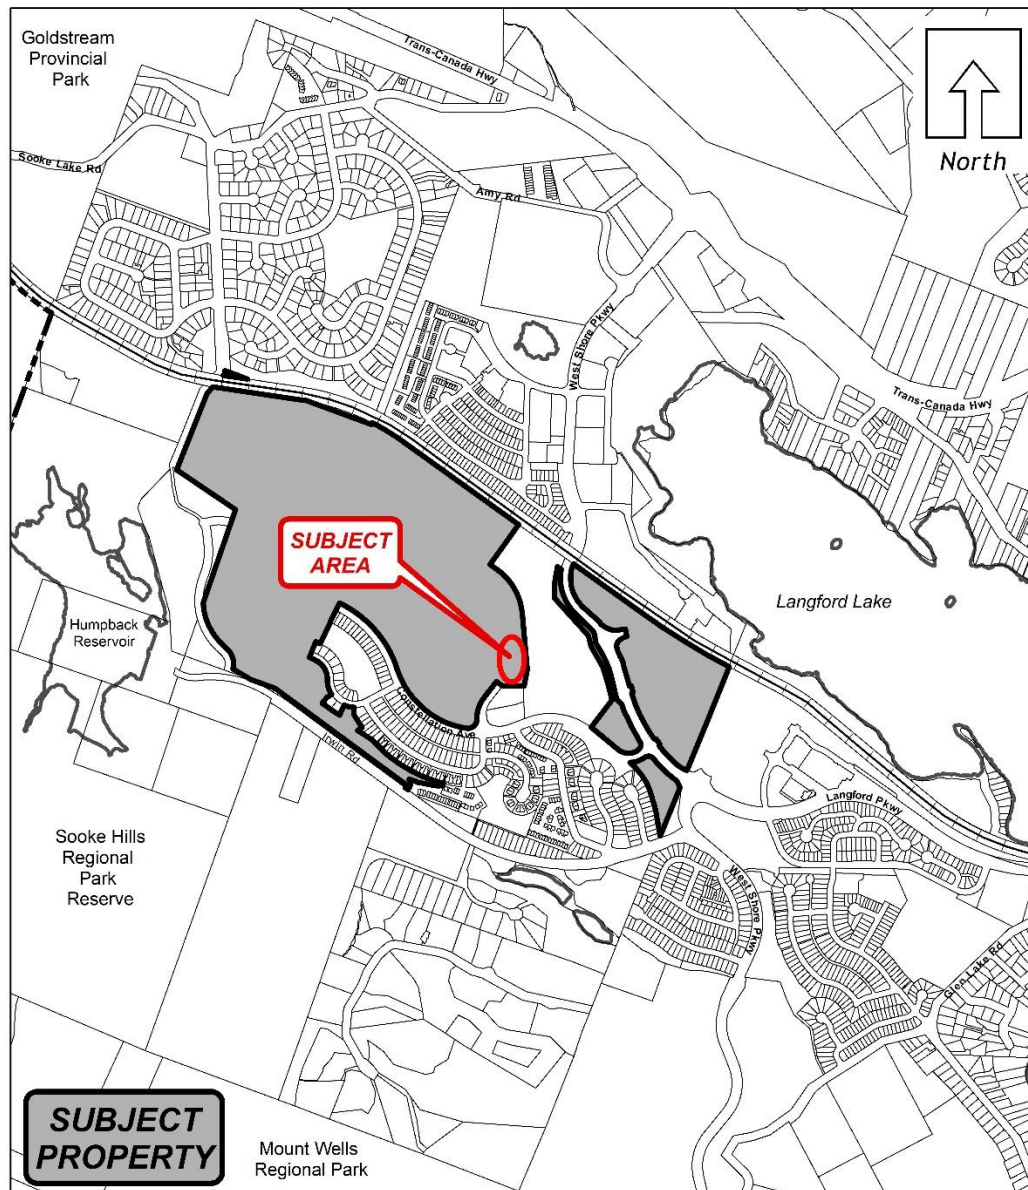 Goldstream
Provincial
Park
Trans-Canada Hwy
North
Sooke Lake Rd
Amy Rd
West Shore Pkwy
Trans-Canada Hwy
SUBJECT
AREA
Langford Lake
Humpback
Reservoir
Constellation Ave
Irwin Rd
Langford Pkwy
Sooke Hills
Regional
Park
Reserve
West Shore Pkwy
Glen Lake Rd
SUBJECT
PROPERTY
Mount Wells
Regional Park